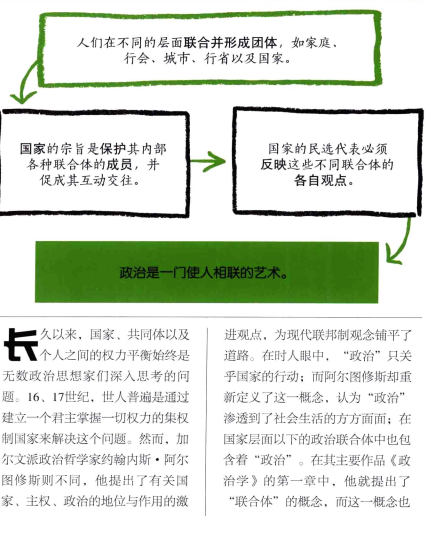 人们在不同的层面联合并形成团体，如家庭、
行会、城市、行省以及国家。
国家的宗旨是保护其内部
各种联合体的成员，并
促成其互动交往。
国家的民选代表必须
反映这些不同联合体的
各自观点。
政治是一门使人相联的艺术。
长久以来，国家、共同体以及
个人之间的权力平衡始终是
无数政治思想家们深入思考的问
题。16、17世纪，世人普遍是通过
建立一个君主掌握一切权力的集权
制国家来解决这个问题。然而，加
尔文派政治哲学家约翰内斯·阿尔
图修斯则不同，他提出了有关国
家、主权、政治的地位与作用的激
进观点，为现代联邦制观念铺平了
道路。在时人眼中，“政治”只关
乎国家的行动；而阿尔图修斯却重
新定义了这一概念，认为“政治”
渗透到了社会生活的方方面面；在
国家层面以下的政治联合体中也包
含着“政治”。在其主要作品《政
治学》的第一章中，他就提出了
“联合体”的概念，而这一概念也